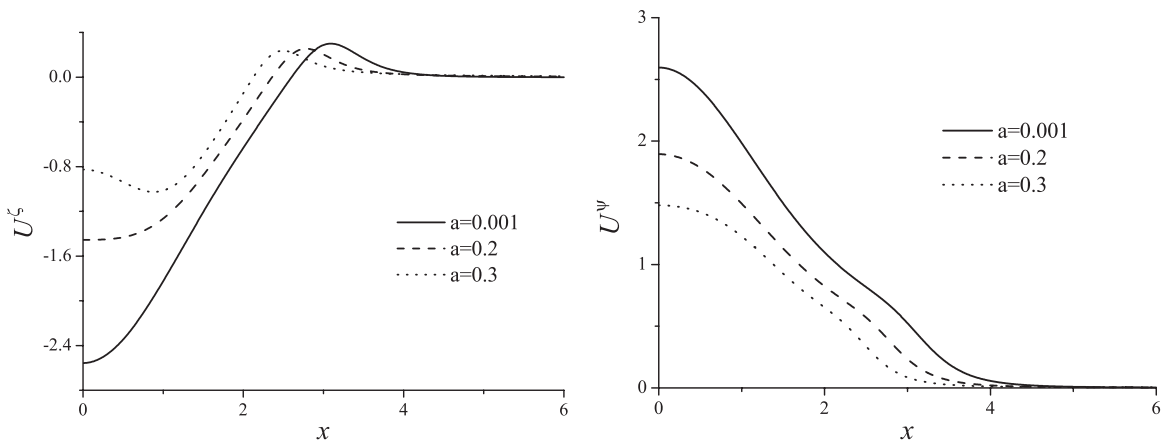 0.0
-0.8
-1.6
-2.4
U^ζ
a=0.001
a=0.2
a=0.3
0 2 4 6
x
3
2
1
0
U^ψ
a=0.001
a=0.2
a=0.3
0 2 4 6
x